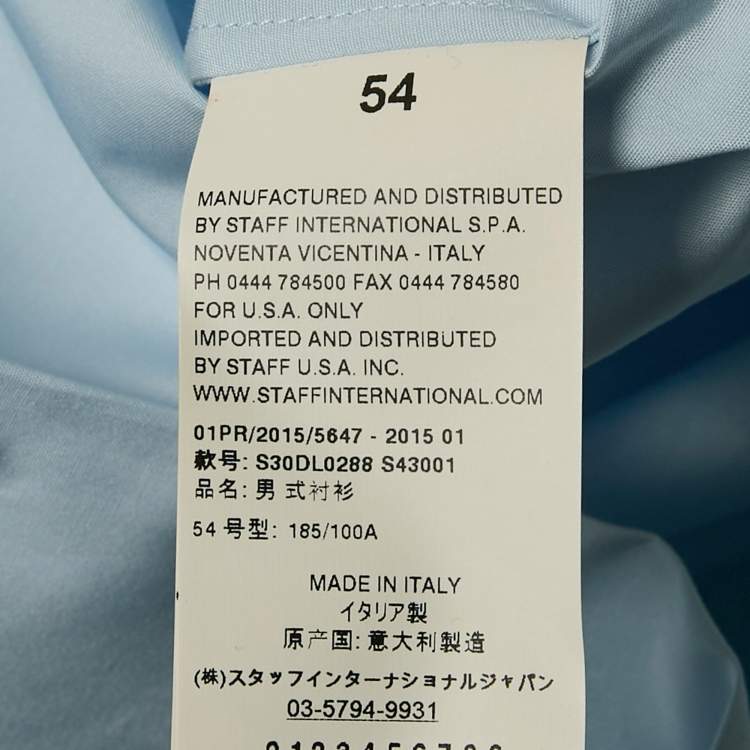 54
MANUFACTURED AND DISTRIBUTED
BY STAFF INTERNATIONAL S.P.A.
NOVENTA VICENTINA - ITALY
PH 0444 784500 FAX 0444 784580
FOR U.S.A. ONLY
IMPORTED AND DISTRIBUTED
BY STAFF U.S.A. INC.
WWW.STAFFINTERNATIONAL.COM
01PR/2015/5647 - 2015 01
款号: S30DL0288 S43001
品名: 男 式衬衫
54 号型: 185/100A
MADE IN ITALY
イタリア製
原产国: 意大利製造
(株)スタッフインターナショナルジャパン
03-5794-9931